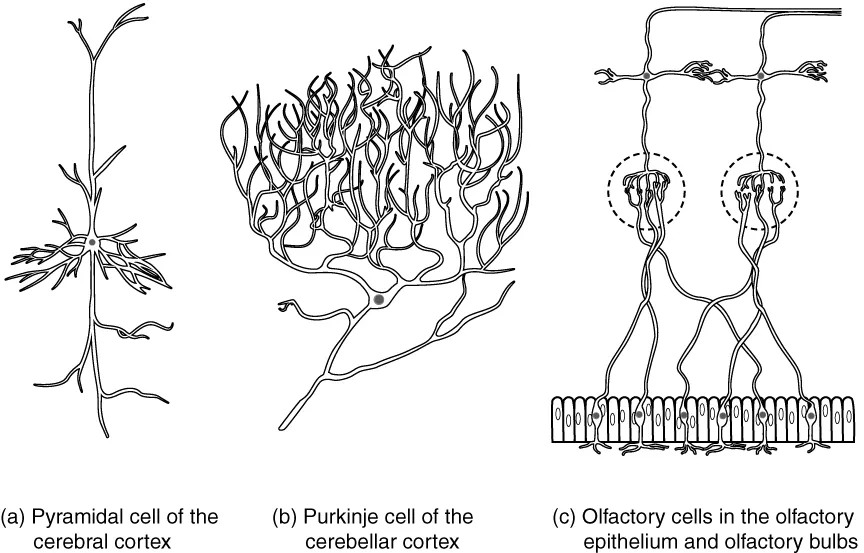 (a) Pyramidal cell of the
cerebral cortex
(b) Purkinje cell of the
cerebellar cortex
(c) Olfactory cells in the olfactory
epithelium and olfactory bulbs